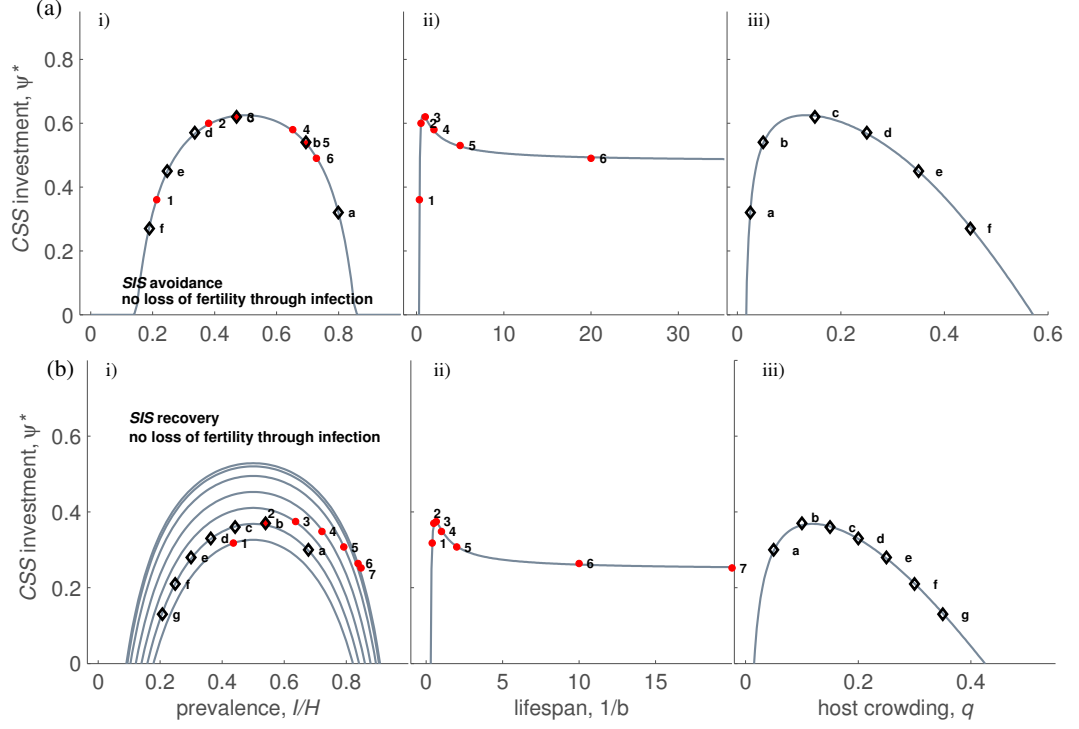 (a)
i)
ii)
iii)
CSS investment, ψ*
0.8
0.6
0.4
0.2
0
d
2
3
c
4
b 5
6
e
1
f
a
SIS avoidance
no loss of fertility through infection
0 0.2 0.4 0.6 0.8
3
2
4
5
6
1
0 10 20 30
c
b
d
e
a
f
0 0.2 0.4 0.6
(b)
i)
ii)
iii)
CSS investment, ψ*
0.6
0.4
0.2
0
SIS recovery
no loss of fertility through infection
2
c
b
3
d
4
1
a
5
e
6
7
f
g
0 0.2 0.4 0.6 0.8
prevalence, I/H
2
3
1
4
5
6
7
0 5 10 15
lifespan, 1/b
b
c
a
d
e
f
g
0 0.2 0.4
host crowding, q